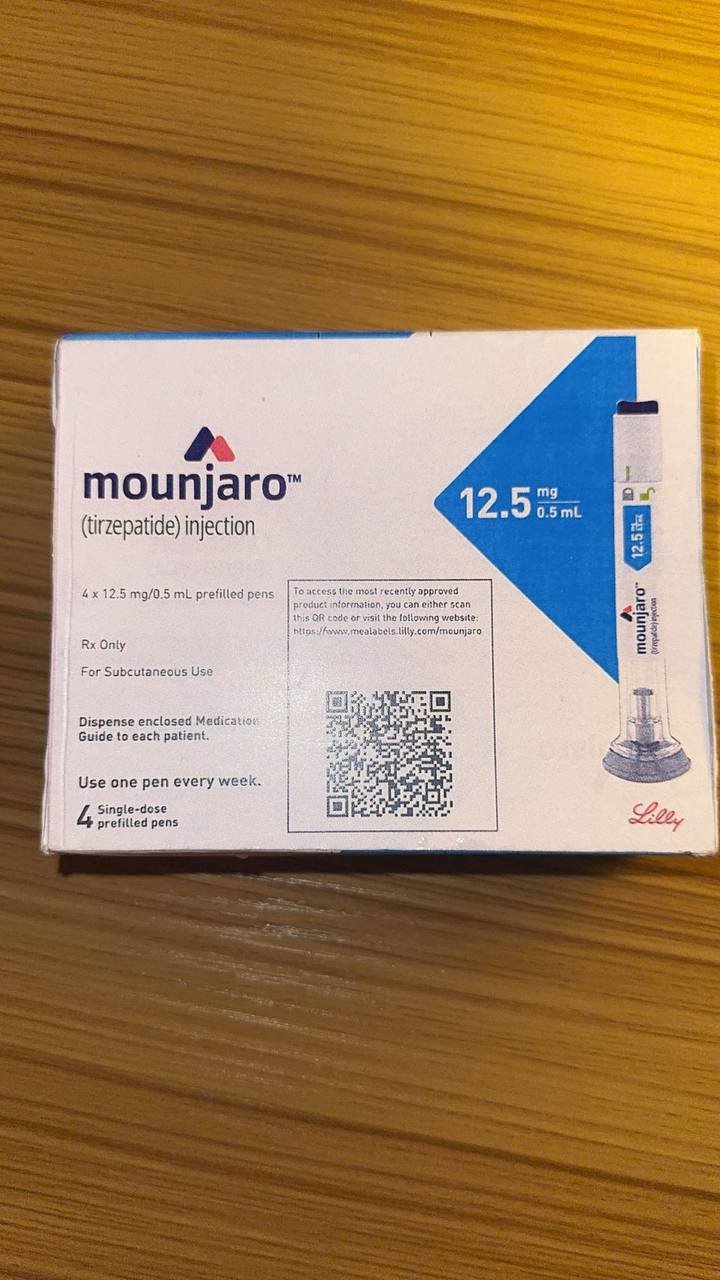 mounjaro™
(tirzepatide) injection
12.5 mg
0.5 mL
4 x 12.5 mg/0.5 mL prefilled pens
Rx Only
For Subcutaneous Use
Dispense enclosed Medication
Guide to each patient.
Use one pen every week.
4 Single-dose
prefilled pens
To access the most recently approved
product information, you can either scan
this QR code or visit the following website:
https://www.mealabels.lilly.com/mounjaro
12.5
mounjaro™
(tirzepatide) injection
Lilly